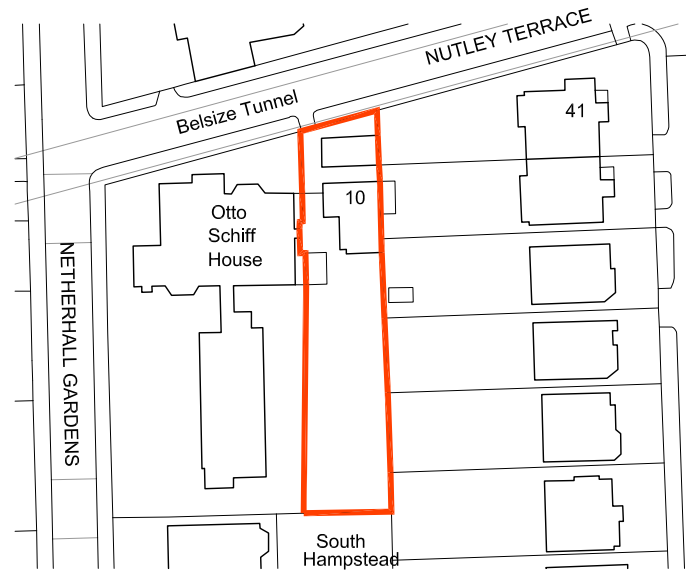 NUTLEY TERRACE
Belsize Tunnel
41
10
Otto
Schiff
House
NETHERHALL GARDENS
South
Hampstead